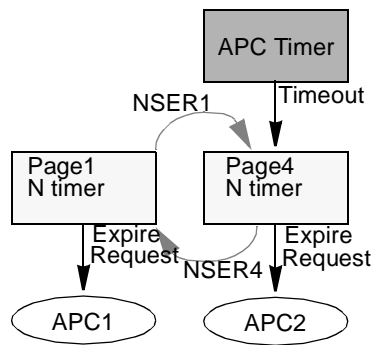 APC Timer
Timeout
NSER1
Page1
N timer
Page4
N timer
Expire
Request
NSER4
Expire
Request
APC1
APC2